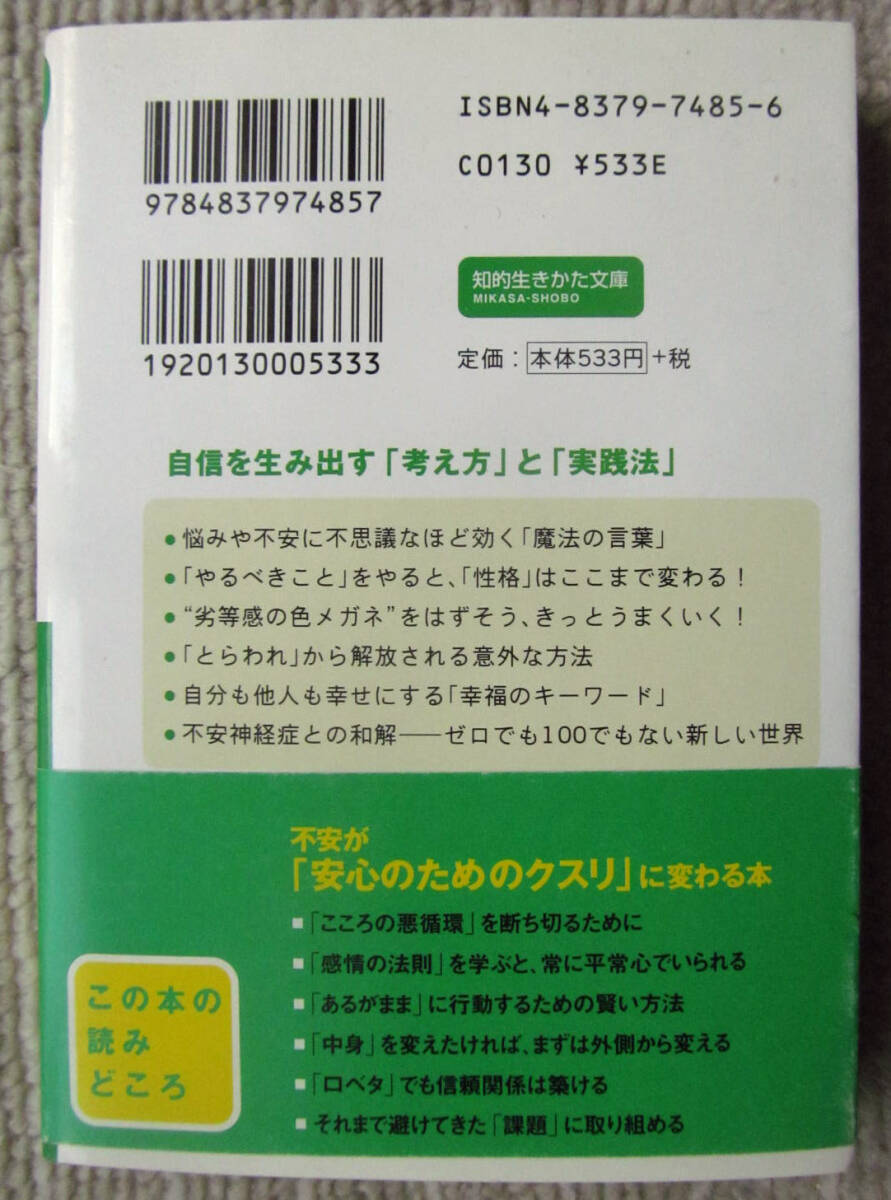 ISBN4-8379-7485-6
C0130 ¥533E
9784837974857
1920130005333
知的生きかた文庫
MIKASA-SHOBO
定価：本体533円+税
自信を生み出す「考え方」と「実践法」
●悩みや不安に不思議なほど効く「魔法の言葉」
●「やるべきこと」をやると、「性格」はここまで変わる！
●“劣等感の色メガネ”をはずそう、きっとうまくいく！
●「とらわれ」から解放される意外な方法
●自分も他人も幸せにする「幸福のキーワード」
●不安神経症との和解――ゼロでも100でもない新しい世界
不安が
「安心のためのクスリ」に変わる本
■「こころの悪循環」を断ち切るために
■「感情の法則」を学ぶと、常に平常心でいられる
■「あるがまま」に行動するための賢い方法
■「中身」を変えたければ、まずは外側から変える
■「口ベタ」でも信頼関係は築ける
■それまで避けてきた「課題」に取り組める
この本の
読み
どころ